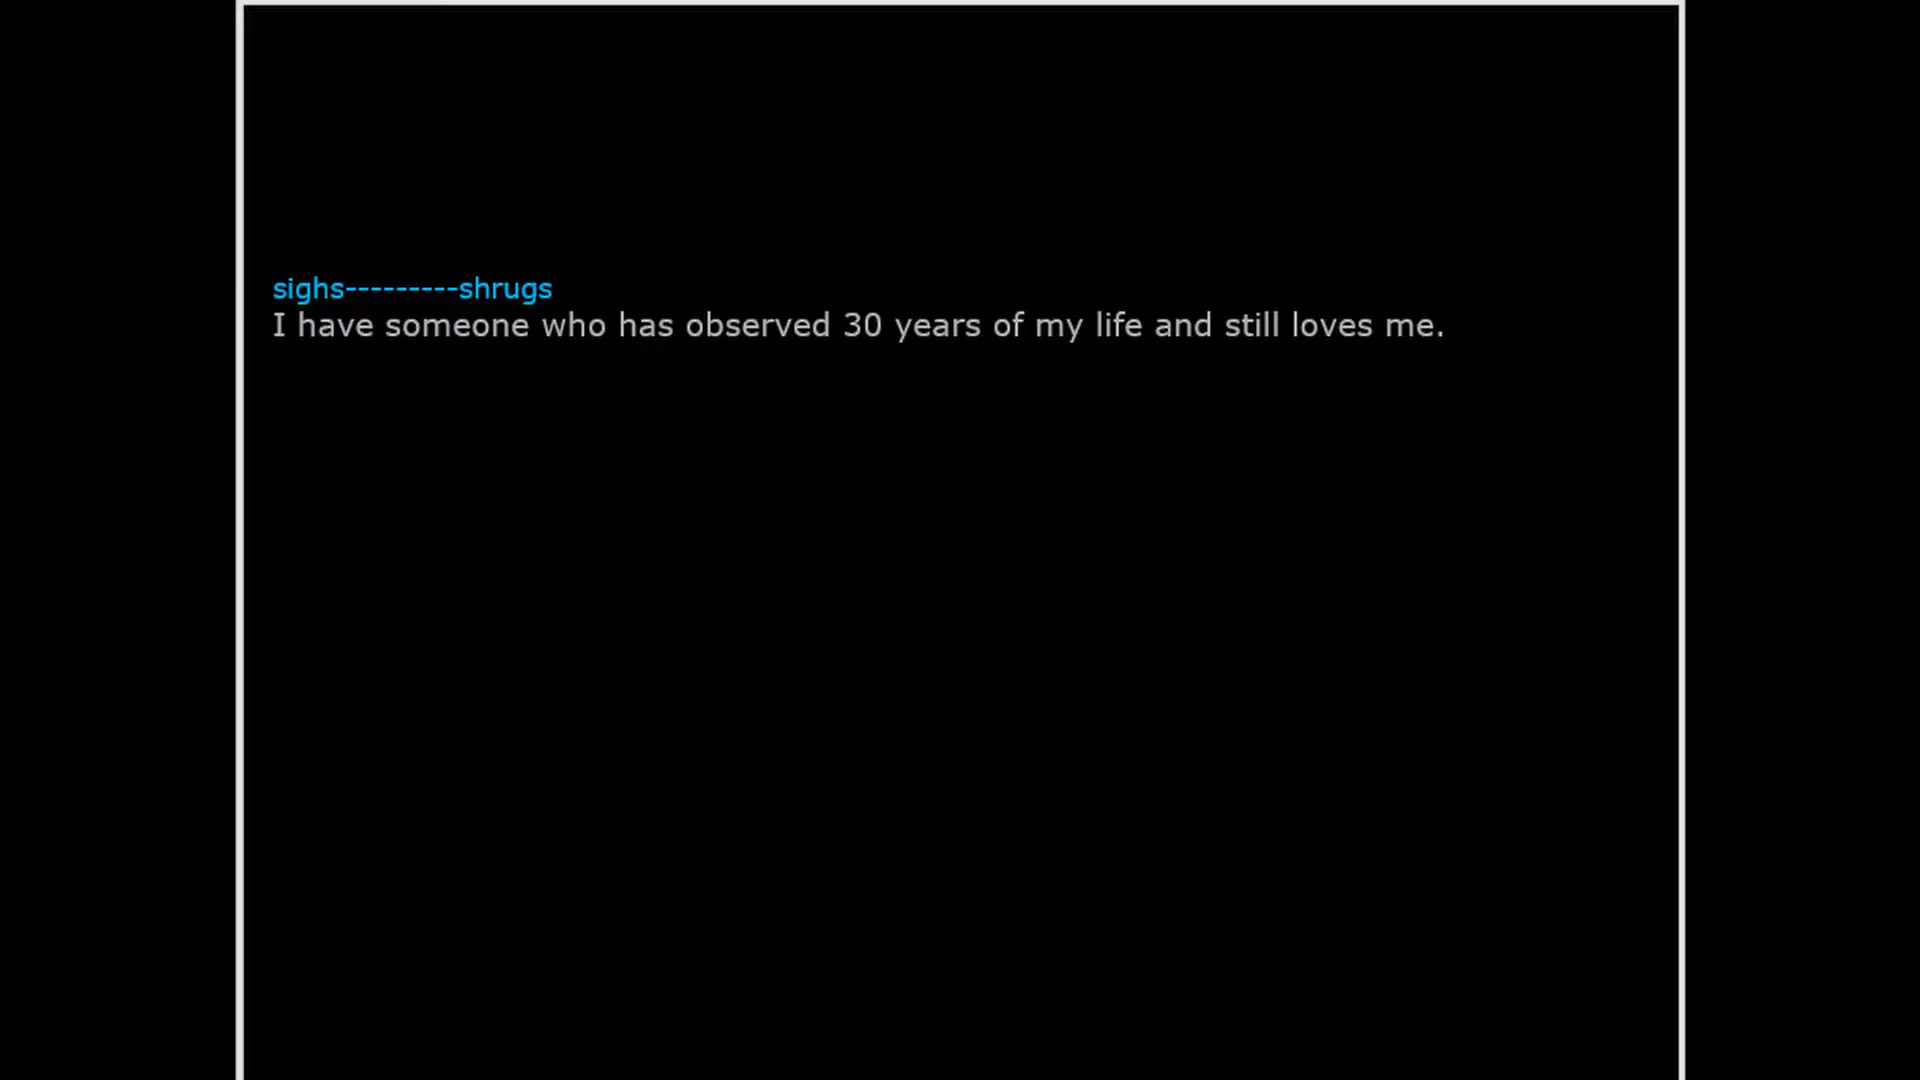 sighs---------shrugs
I have someone who has observed 30 years of my life and still loves me.